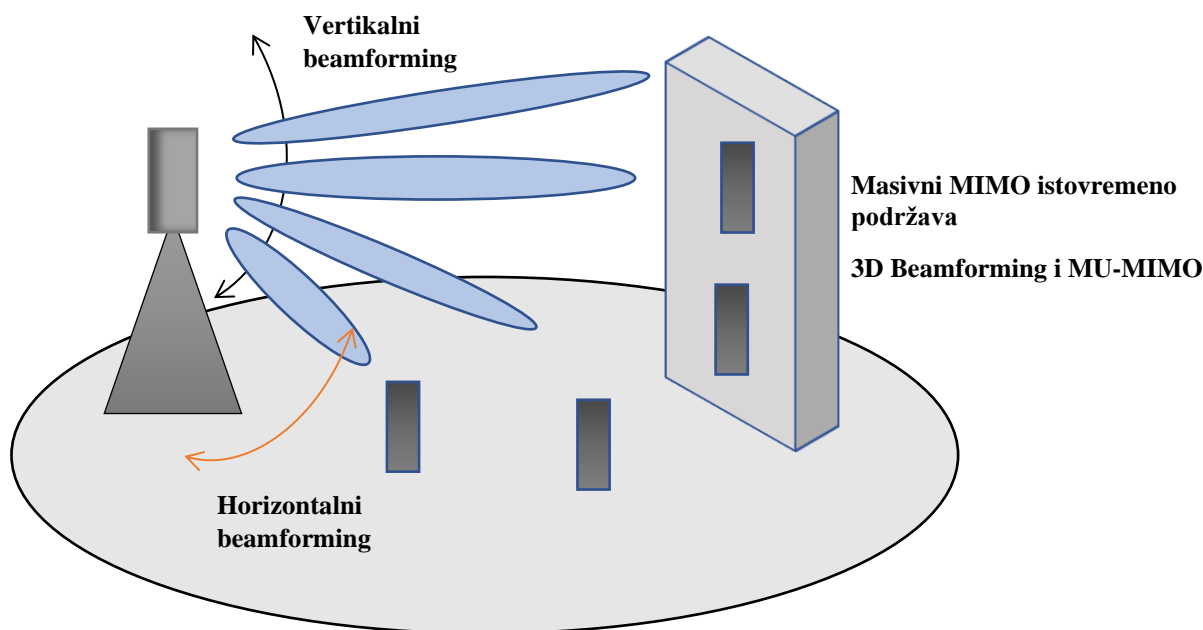 Vertikalni
beamforming
Masivni MIMO istovremeno
podržava
3D Beamforming i MU-MIMO
Horizontalni
beamforming